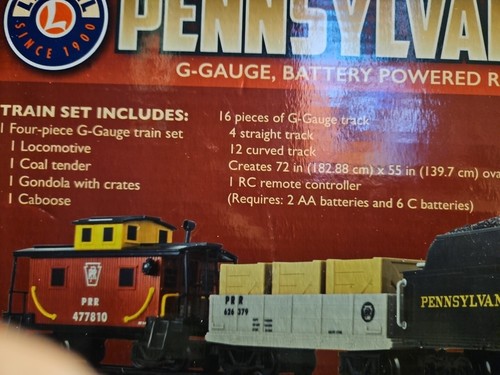 LIONEL
SINCE 1900
PENNSYLVA
G-GAUGE, BATTERY POWERED R
TRAIN SET INCLUDES:
1 Four-piece G-Gauge train set
1 Locomotive
1 Coal tender
1 Gondola with crates
1 Caboose
16 pieces of G-Gauge track
4 straight track
12 curved track
Creates 72 in (182.88 cm) x 55 in (139.7 cm) ova
1 RC remote controller
(Requires: 2 AA batteries and 6 C batteries)
PRR
477810
PRR
626 379
PENNSYLVAN